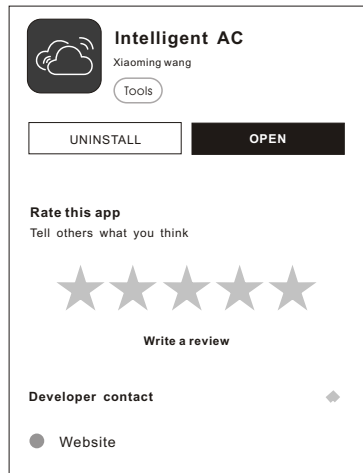 Intelligent AC
Xiaoming wang
Tools
UNINSTALL
OPEN
Rate this app
Tell others what you think
Write a review
Developer contact
Website